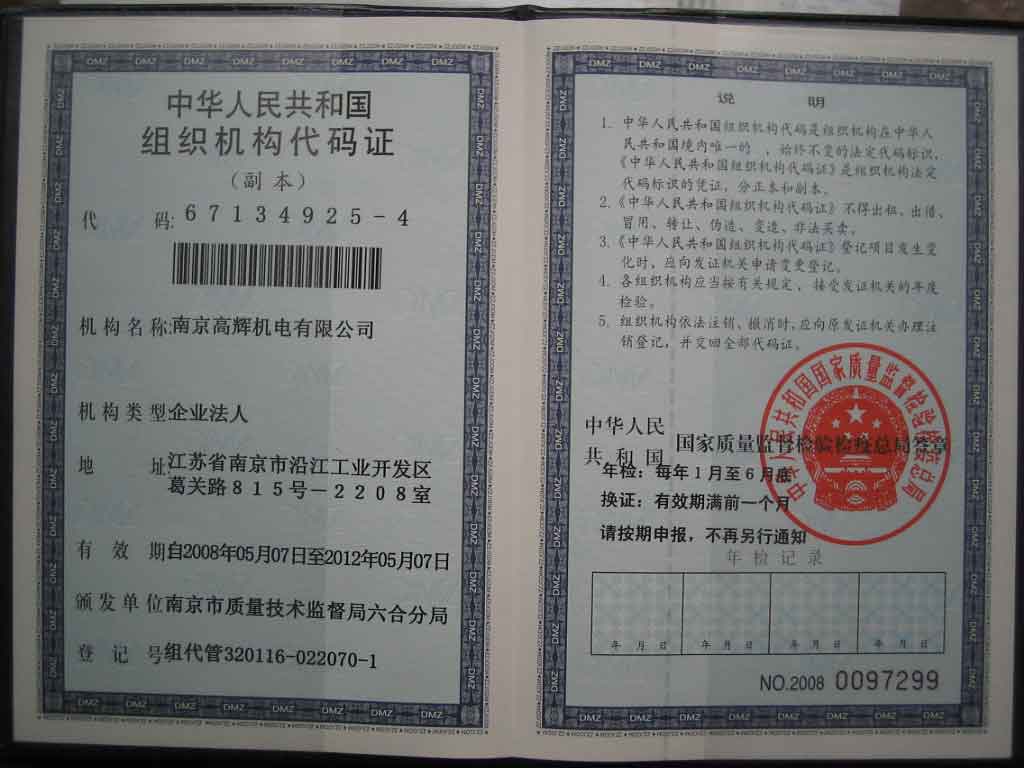 中华人民共和国
组织机构代码证
（副本）
代 码: 67134925-4
机构名称:南京高辉机电有限公司
机构类型:企业法人
地 址:江苏省南京市沿江工业开发区
葛关路815号－2208室
有 效 期自2008年05月07日至2012年05月07日
颁发单位南京市质量技术监督局六合分局
登 记 号组代管320116-022070-1
说 明
1. 中华人民共和国组织机构代码是组织机构在中华人
民共和国境内唯一的 、始终不变的法定代码标识，
《中华人民共和国组织机构代码证》是组织机构法定
代码标识的凭证，分正本和副本。
2.《中华人民共和国组织机构代码证》不得出租、出借、
冒用、转让、伪造、变造、非法买卖。
3.《中华人民共和国组织机构代码证》登记项目发生变
化时，应向发证机关申请变更登记。
4. 各组织机构应当按有关规定，接受发证机关的年度
检验。
5. 组织机构依法注销、撤消时，应向原发证机关办理注
销登记，并交回全部代码证。
中华人民
共和国 国家质量监督检验检疫总局签章
中华人民共和国国家质量监督检验检疫总局
年检：每年1月至6月底
换证：有效期满前一个月
请按期申报，不再另行通知
年检记录
年 月 日 年 月 日 年 月 日 年 月 日
NO.2008 0097299